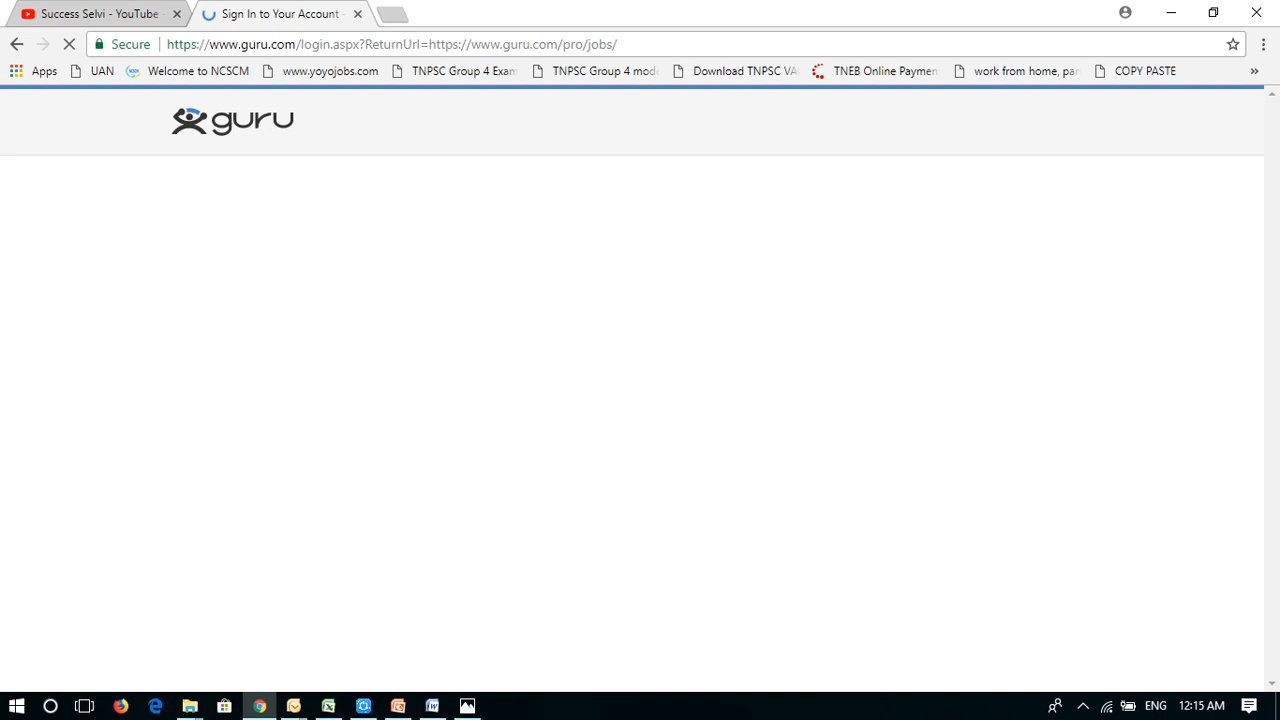 Success Selvi - YouTube
Sign In to Your Account -
Secure
https://www.guru.com/login.aspx?ReturnUrl=https://www.guru.com/pro/jobs/
Apps UAN Welcome to NCSCM www.yoyojobs.com TNPSC Group 4 Exam TNPSC Group 4 mod Download TNPSC VA TNEB Online Paymen work from home, pa COPY PASTE
guru
ENG 12:15 AM